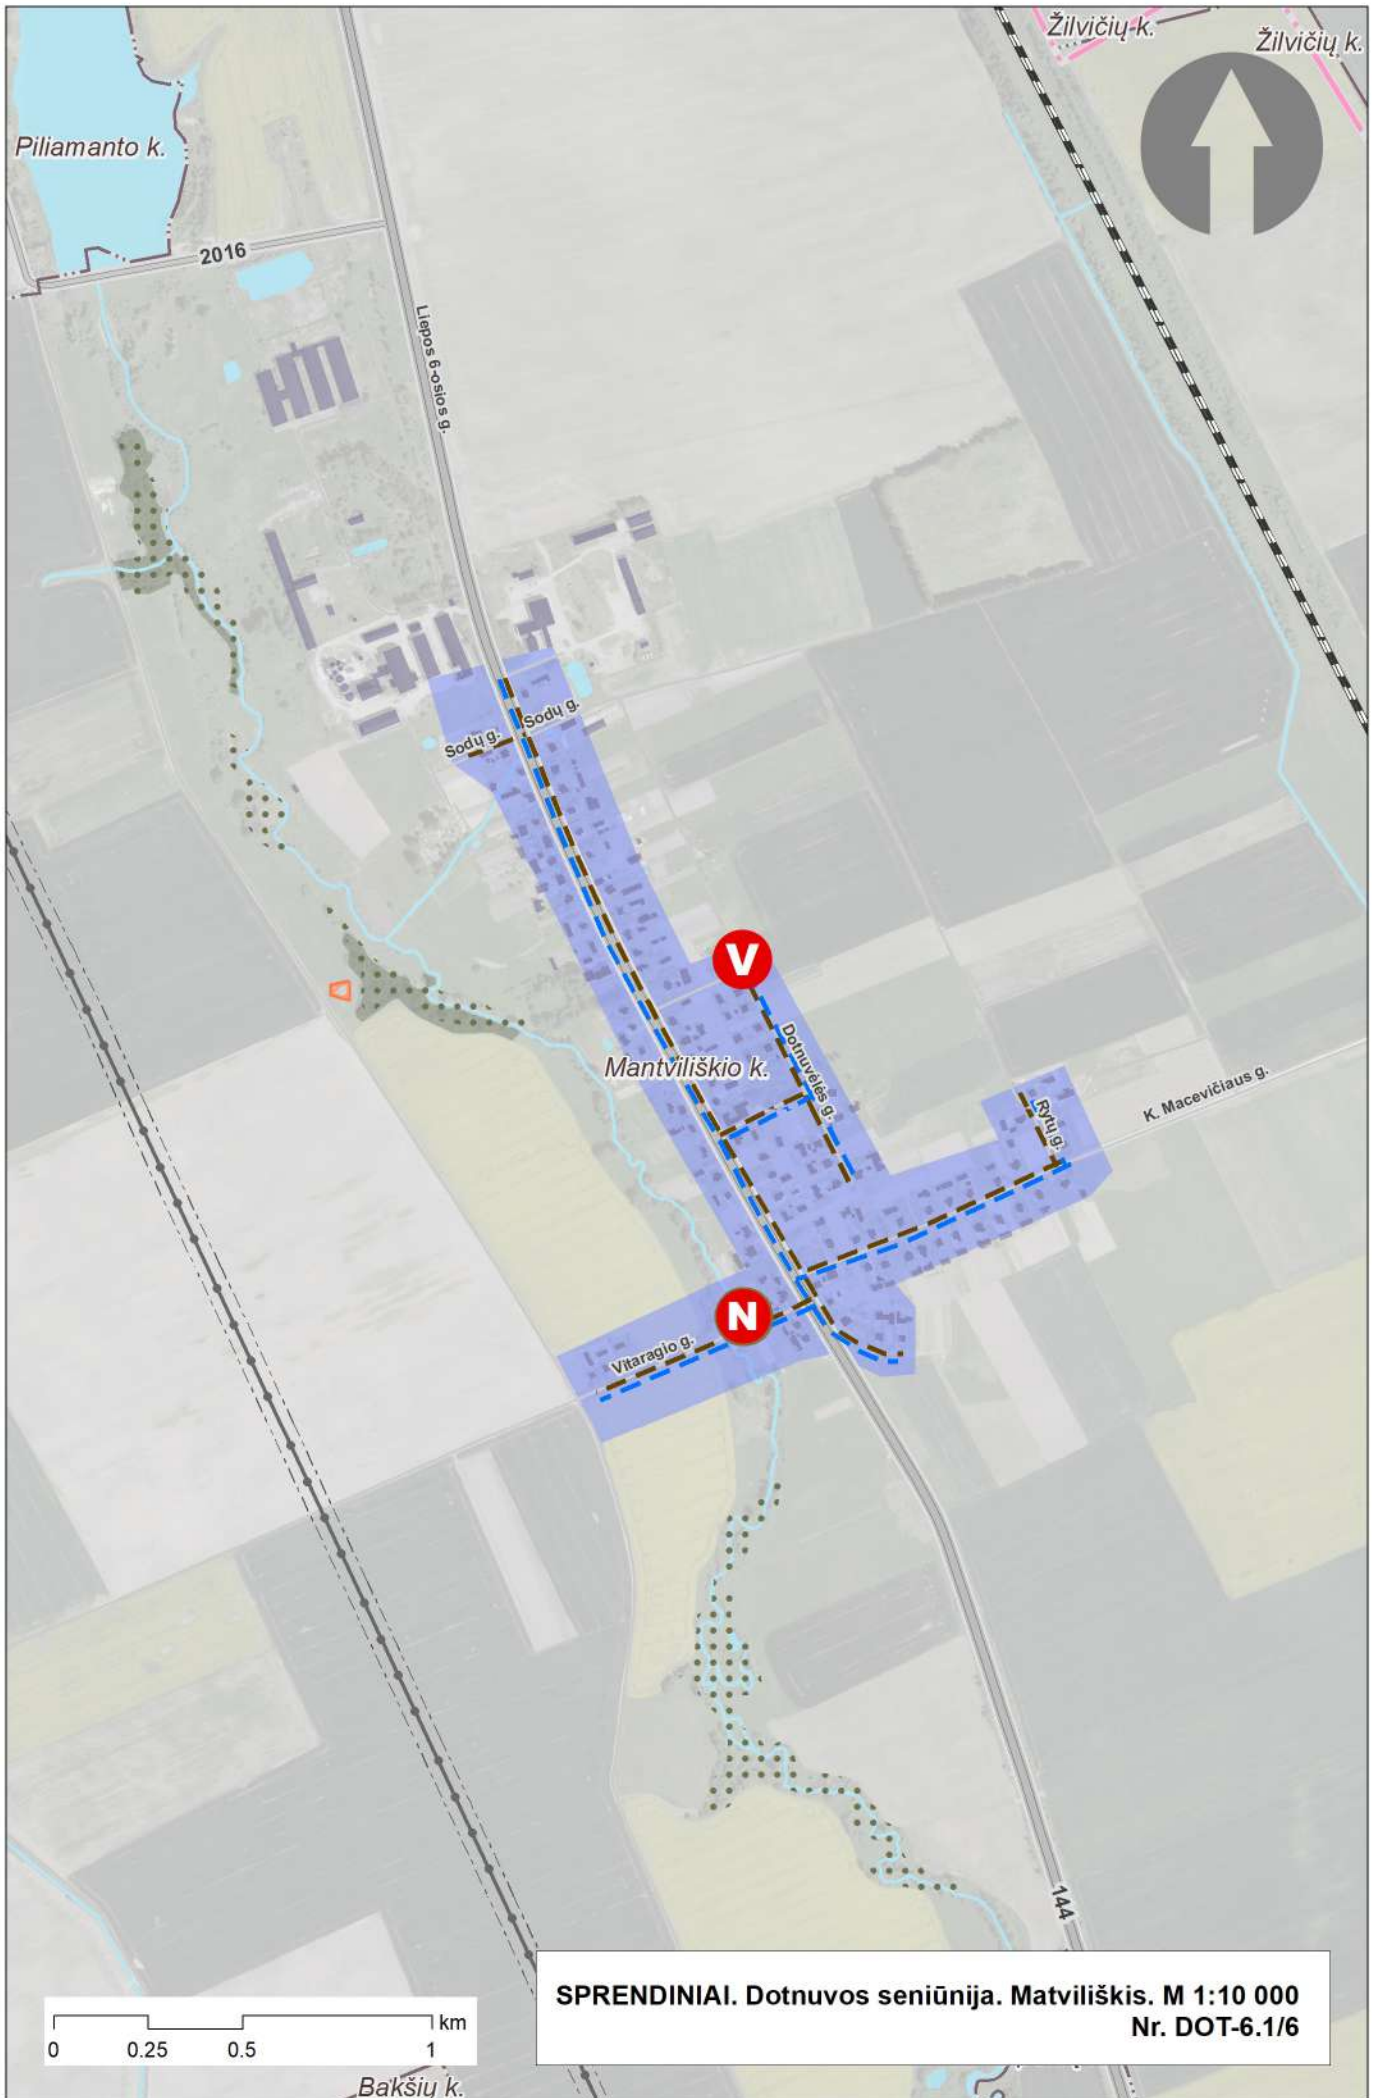 Žilvičių k.
Žilvičių k.
Piliamanto k.
2016
Liepos 6-osios g.
Sodų g.
Sodų g.
V
Dotnuvėlės g.
Mantviliškio k.
Rytų g.
K. Macevičiaus g.
N
Vitaragio g.
144
SPRENDINIAI. Dotnuvos seniūnija. Matviliškis. M 1:10 000
Nr. DOT-6.1/6
km
0 0.25 0.5 1
Bakšių k.